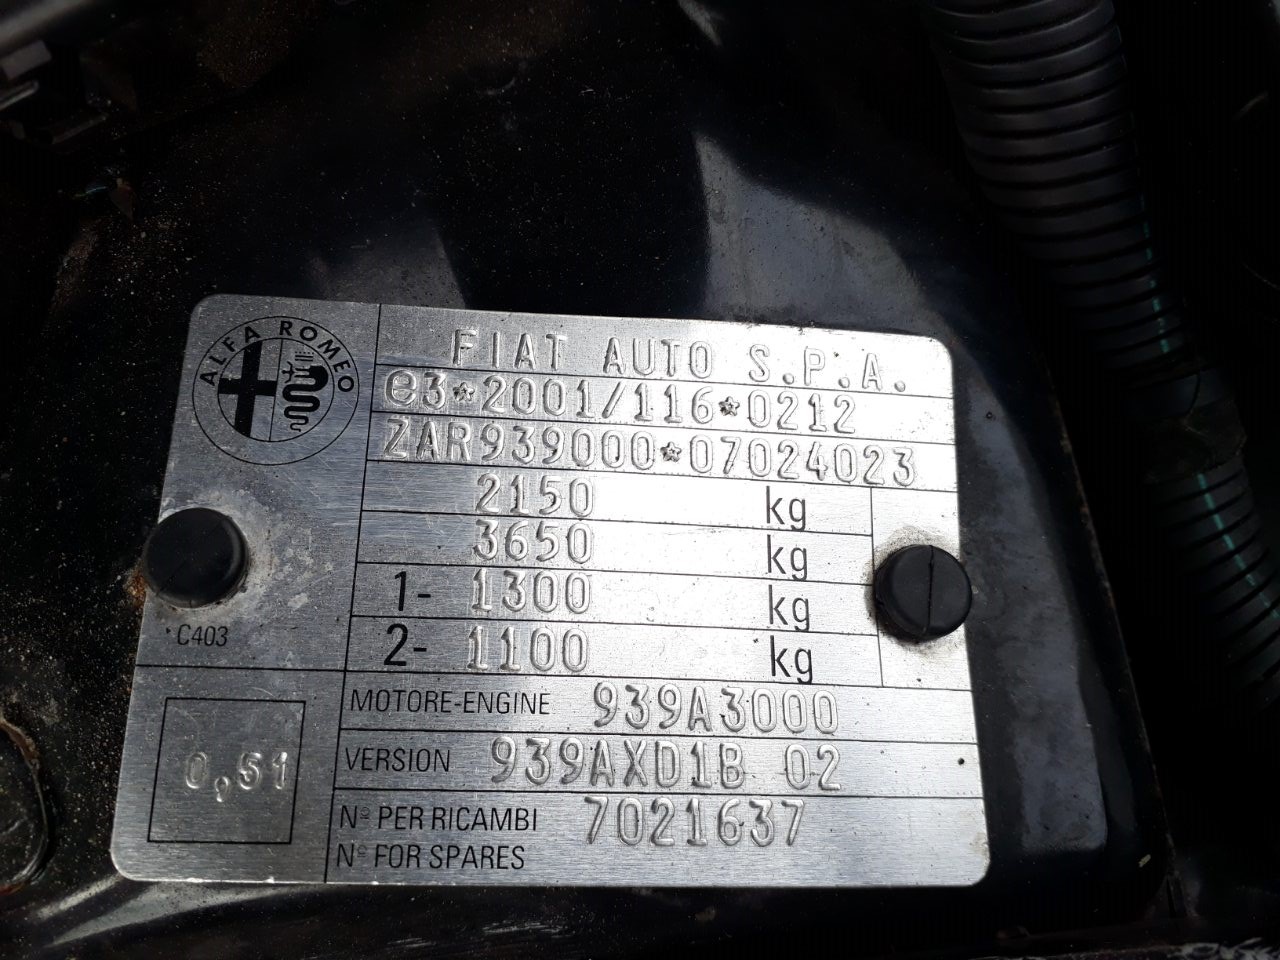 ALFA ROMEO
FIAT AUTO S.P.A.
e3*2001/116*0212
ZAR939000*07024023
2150 kg
3650 kg
1- 1300 kg
2- 1100 kg
C403
MOTORE-ENGINE 939A3000
VERSION 939AXD1B 02
0,51
Nº PER RICAMBI 7021637
Nº FOR SPARES